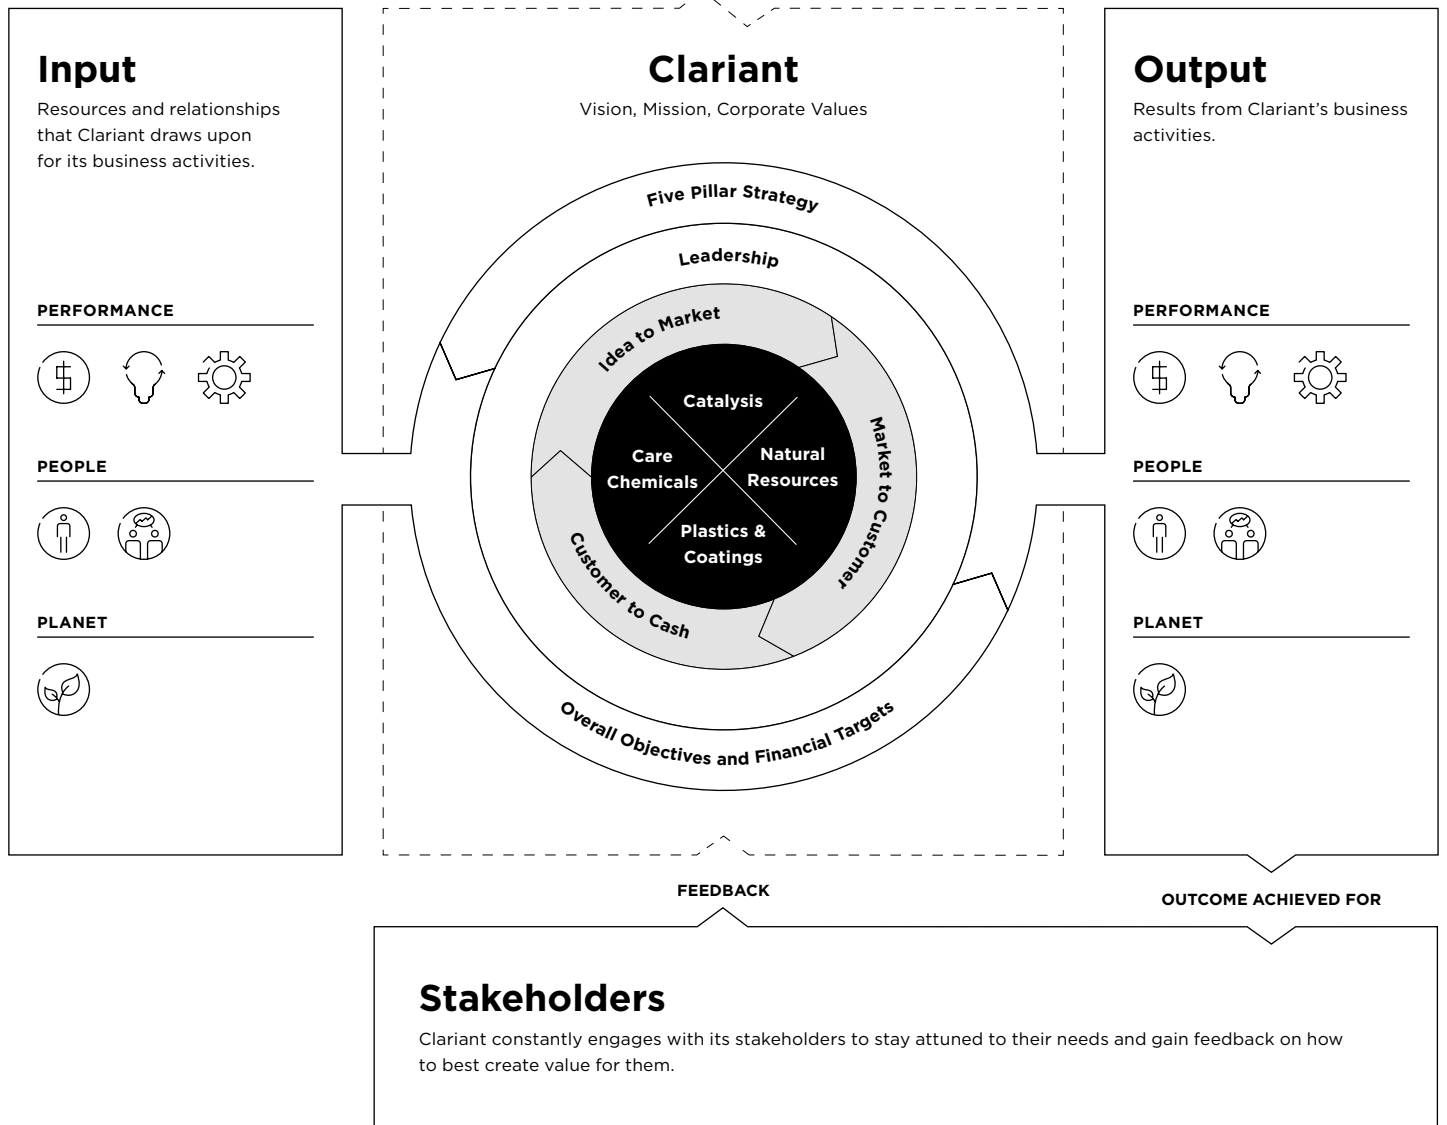 Input
Resources and relationships
that Clariant draws upon
for its business activities.
PERFORMANCE
PEOPLE
PLANET
Clariant
Vision, Mission, Corporate Values
Five Pillar Strategy
Leadership
Idea to Market
Market to Customer
Customer to Cash
Catalysis
Care
Chemicals
Natural
Resources
Plastics &
Coatings
Overall Objectives and Financial Targets
Output
Results from Clariant’s business
activities.
PERFORMANCE
PEOPLE
PLANET
FEEDBACK
OUTCOME ACHIEVED FOR
Stakeholders
Clariant constantly engages with its stakeholders to stay attuned to their needs and gain feedback on how
to best create value for them.